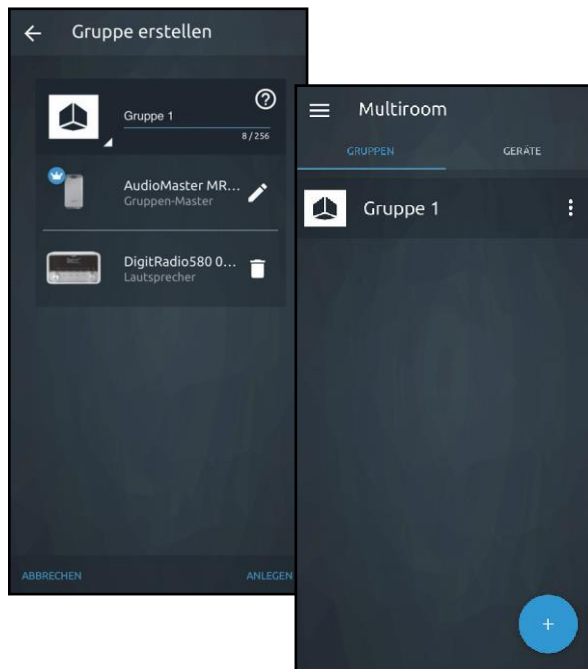 Gruppe erstellen
Gruppe 1
8 / 256
AudioMaster MR...
Gruppen-Master
DigitRadio580 0...
Lautsprecher
ABBRECHEN
ANLEGEN
Multiroom
GRUPPEN
GERÄTE
Gruppe 1